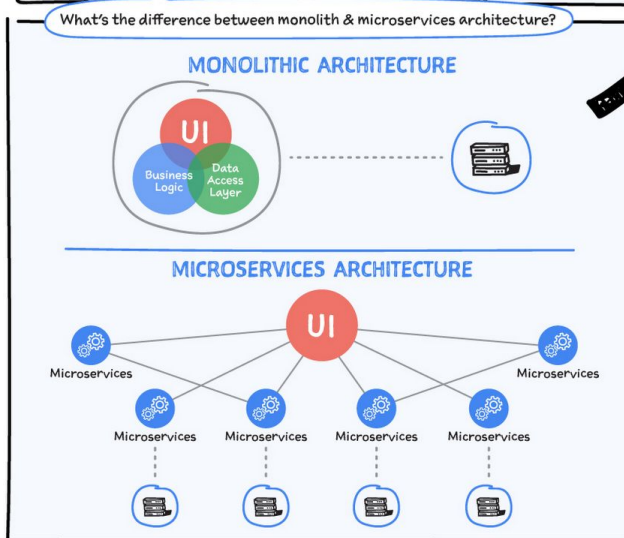 What's the difference between monolith & microservices architecture?
MONOLITHIC ARCHITECTURE
UI
Business
Logic
Data
Access
Layer
MICROSERVICES ARCHITECTURE
UI
Microservices
Microservices
Microservices
Microservices
Microservices
Microservices